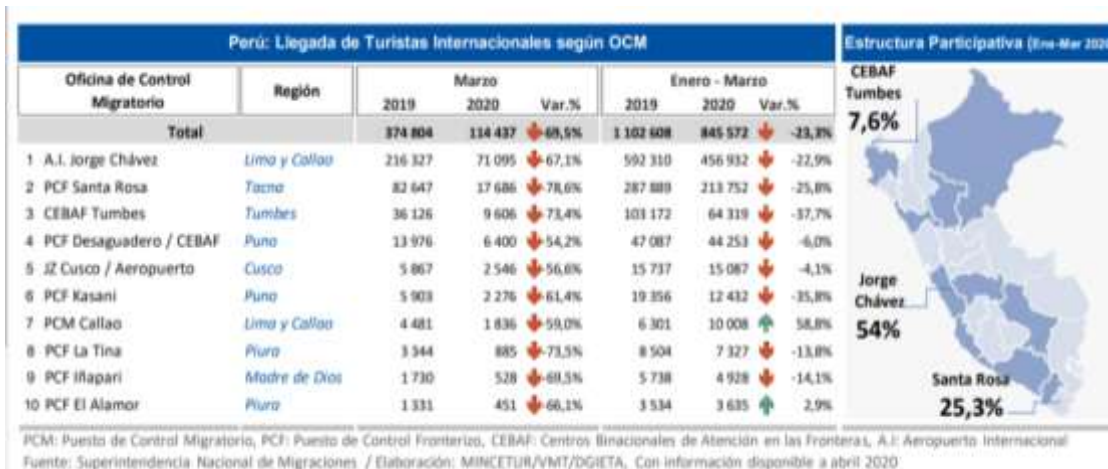 Perú: Llegada de Turistas Internacionales según OCM
Estructura Participativa (Ene-Mar 2020
Oficina de Control Migratorio Región Marzo Enero - Marzo
2019 2020 Var.% 2019 2020 Var.%
Total 374 804 114 437 -69,5% 1 102 608 845 572 -23,3%
1 A.I. Jorge Chávez Lima y Callao 216 327 71 095 -67,1% 592 310 456 932 -22,9%
2 PCF Santa Rosa Tacna 82 647 17 686 -78,6% 287 889 213 752 -25,8%
3 CEBAF Tumbes Tumbes 36 126 9 606 -73,4% 103 172 64 319 -37,7%
4 PCF Desaguadero / CEBAF Puno 13 976 6 400 -54,2% 47 087 44 253 -6,0%
5 JZ Cusco / Aeropuerto Cusco 5 867 2 546 -56,6% 15 737 15 087 -4,1%
6 PCF Kasani Puno 5 903 2 276 -61,4% 19 356 12 432 -35,8%
7 PCM Callao Lima y Callao 4 481 1 836 -59,0% 6 301 10 008 58,8%
8 PCF La Tina Piura 3 344 885 -73,5% 8 504 7 327 -13,8%
9 PCF Iñapari Madre de Dios 1 730 528 -69,5% 5 738 4 928 -14,1%
10 PCF El Alamor Piura 1 331 451 -66,1% 3 534 3 635 2,9%
CEBAF
Tumbes
7,6%
Jorge
Chávez
54%
Santa Rosa
25,3%
PCM: Puesto de Control Migratorio, PCF: Puesto de Control Fronterizo, CEBAF: Centros Binacionales de Atención en las Fronteras, A.I: Aeropuerto Internacional
Fuente: Superintendencia Nacional de Migraciones / Elaboración: MINCETUR/VMT/DGIETA, Con información disponible a abril 2020